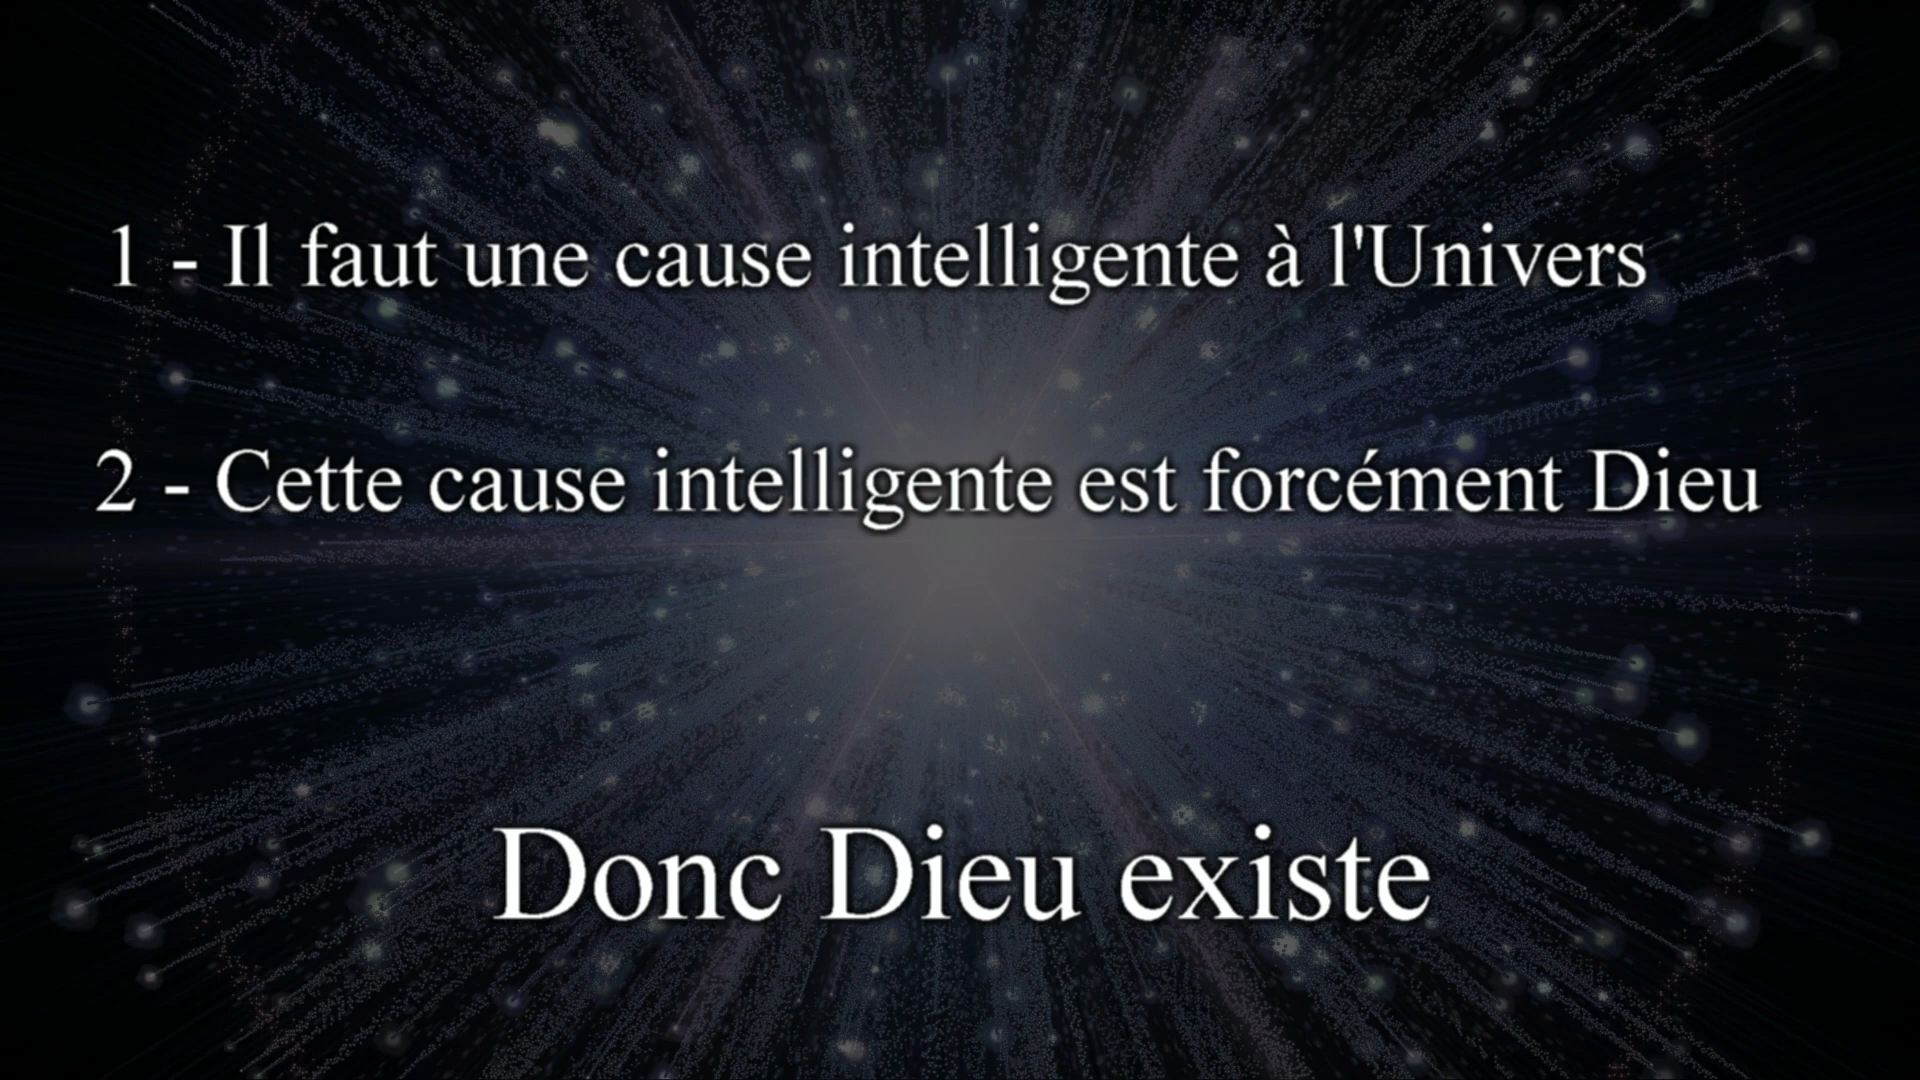 1 - Il faut une cause intelligente à l'Univers
2 - Cette cause intelligente est forcément Dieu
Donc Dieu existe